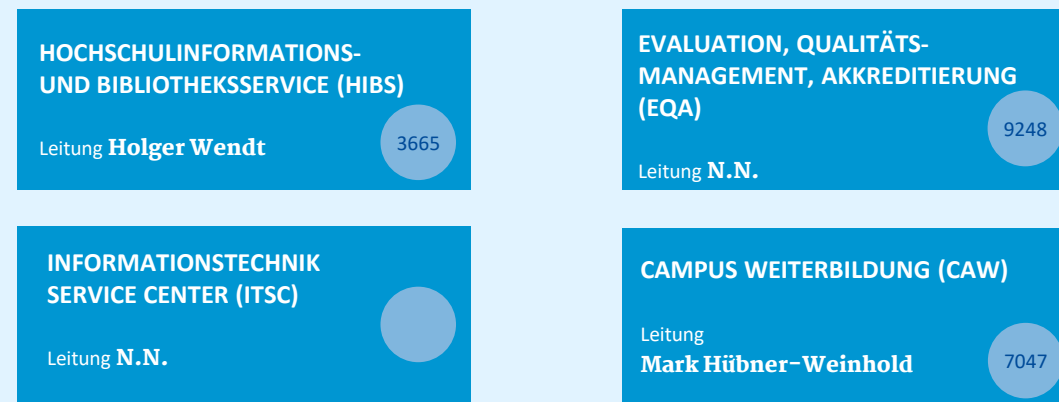 HOCHSCHULINFORMATIONS-
UND BIBLIOTHEKSSERVICE (HIBS)
Leitung Holger Wendt
3665
EVALUATION, QUALITÄTS-
MANAGEMENT, AKKREDITIERUNG
(EQA)
9248
Leitung N.N.
INFORMATIONSTECHNIK
SERVICE CENTER (ITSC)
Leitung N.N.
CAMPUS WEITERBILDUNG (CAW)
Leitung
Mark Hübner-Weinhold
7047